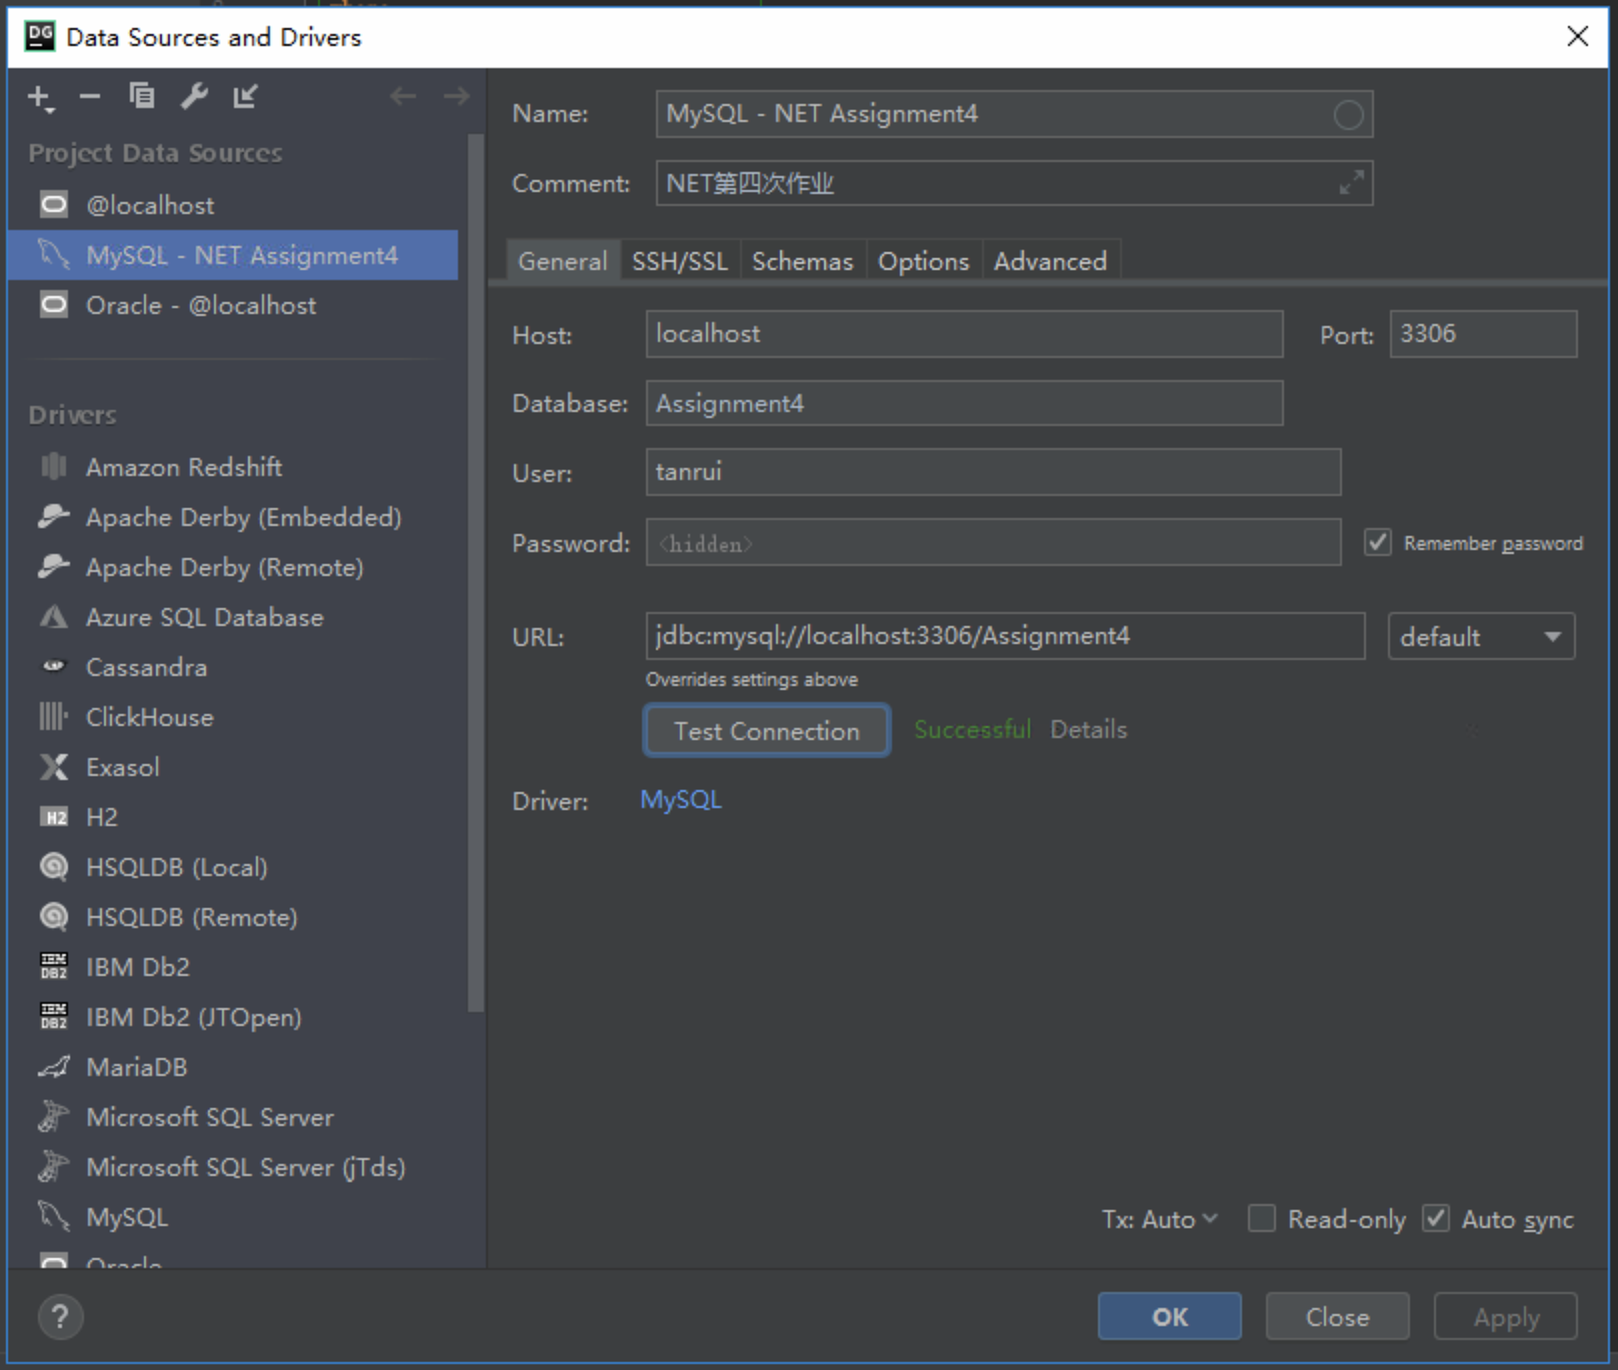 DG Data Sources and Drivers
Project Data Sources
@localhost
MySQL - NET Assignment4
Oracle - @localhost
Drivers
Amazon Redshift
Apache Derby (Embedded)
Apache Derby (Remote)
Azure SQL Database
Cassandra
ClickHouse
Exasol
H2 H2
HSQLDB (Local)
HSQLDB (Remote)
IBM DB2 IBM Db2
IBM DB2 IBM Db2 (JTOpen)
MariaDB
Microsoft SQL Server
Microsoft SQL Server (jTds)
MySQL
Oracle
Name: MySQL - NET Assignment4
Comment: NET第四次作业
General SSH/SSL Schemas Options Advanced
Host: localhost Port: 3306
Database: Assignment4
User: tanrui
Password: <hidden> Remember password
URL: jdbc:mysql://localhost:3306/Assignment4 default
Overrides settings above
Test Connection Successful Details
Driver: MySQL
Tx: Auto Read-only Auto sync
? OK Close Apply